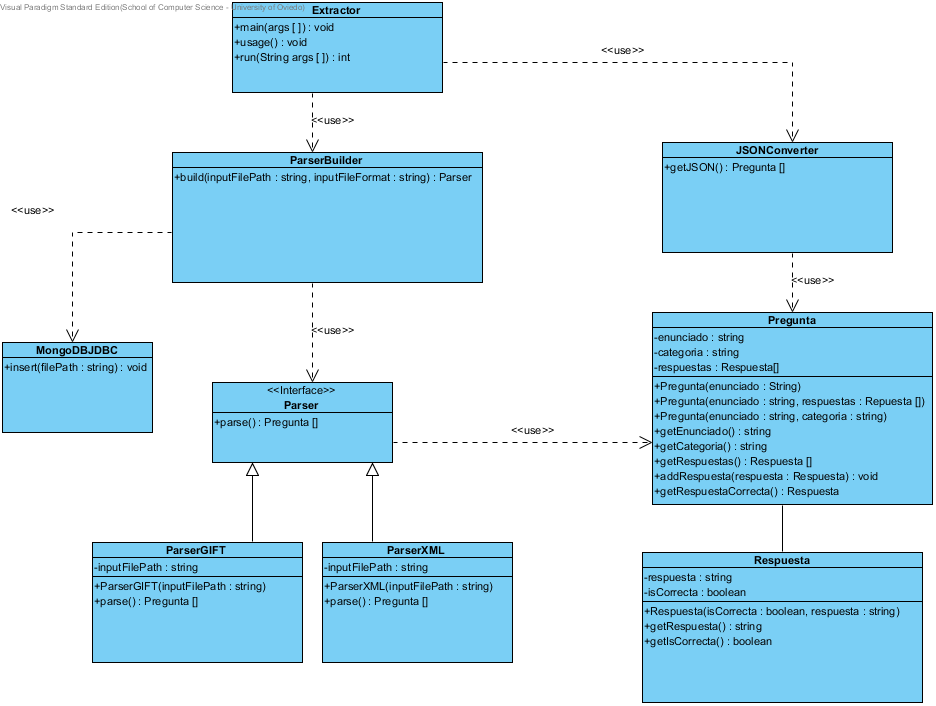 Visual Paradigm Standard Edition(School of Computer Science - University of Oviedo)
Extractor
+main(args [ ]) : void
+usage() : void
+run(String args [ ]) : int
<<use>>
<<use>>
ParserBuilder
+build(inputFilePath : string, inputFileFormat : string) : Parser
JSONConverter
+getJSON() : Pregunta []
<<use>>
<<use>>
<<use>>
MongoDBJDBC
+insert(filePath : string) : void
<<Interface>>
Parser
+parse() : Pregunta []
<<use>>
Pregunta
-enunciado : string
-categoria : string
-respuestas : Respuesta[]
+Pregunta(enunciado : String)
+Pregunta(enunciado : string, respuestas : Repuesta [])
+Pregunta(enunciado : string, categoria : string)
+getEnunciado() : string
+getCategoria() : string
+getRespuestas() : Respuesta []
+addRespuesta(respuesta : Respuesta) : void
+getRespuestaCorrecta() : Respuesta
ParserGIFT
-inputFilePath : string
+ParserGIFT(inputFilePath : string)
+parse() : Pregunta []
ParserXML
-inputFilePath : string
+ParserXML(inputFilePath : string)
+parse() : Pregunta []
Respuesta
-respuesta : string
-isCorrecta : boolean
+Respuesta(isCorrecta : boolean, respuesta : string)
+getRespuesta() : string
+getIsCorrecta() : boolean